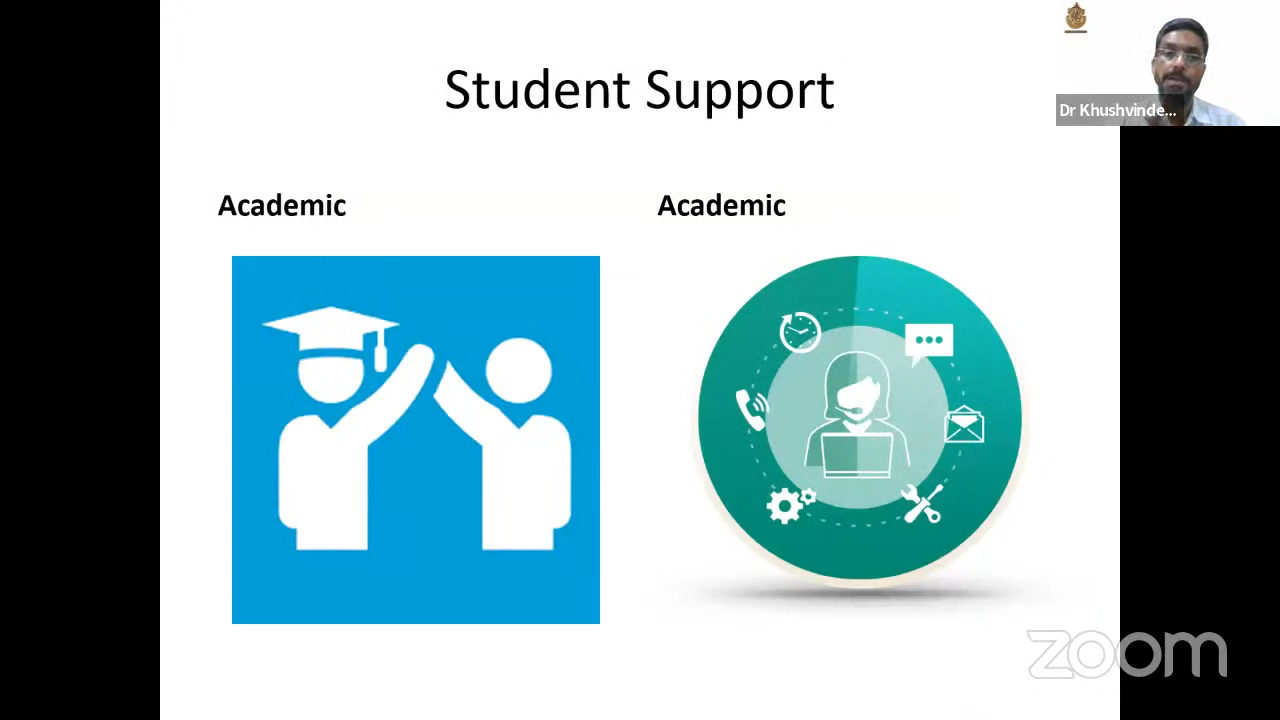 Student Support
Dr Khushvinde...
Academic
Academic
zoom